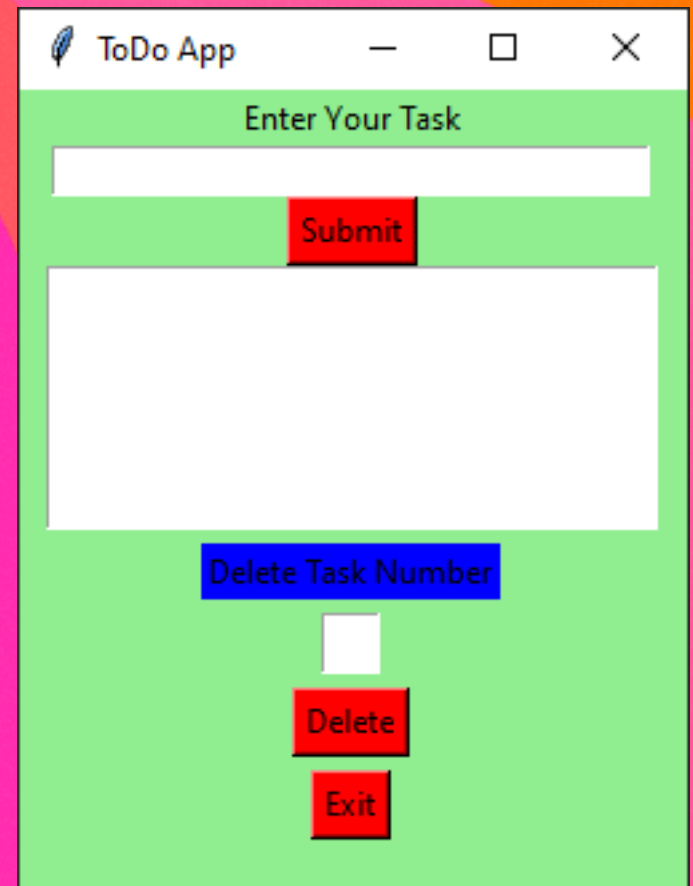 ToDo App
Enter Your Task
Submit
Delete Task Number
Delete
Exit